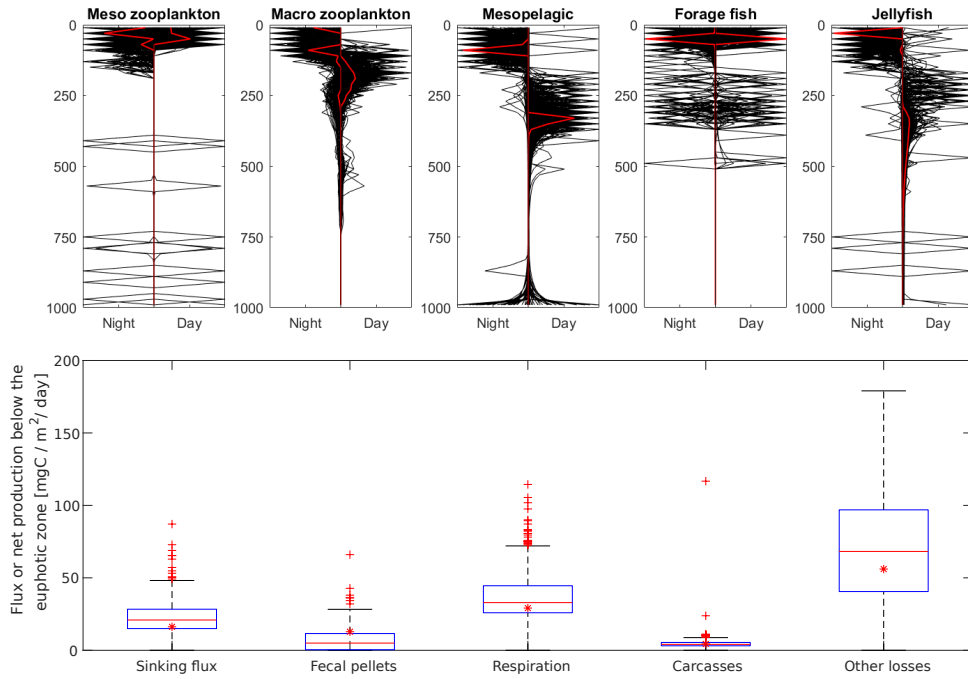 Meso zooplankton
Macro zooplankton
Mesopelagic
Forage fish
Jellyfish
0
250
500
750
1000
Night Day
0
250
500
750
1000
Night Day
0
250
500
750
1000
Night Day
0
250
500
750
1000
Night Day
0
250
500
750
1000
Night Day
Flux or net production below the
euphotic zone [mgC / m2/ day]
200
150
100
50
0
Sinking flux
Fecal pellets
Respiration
Carcasses
Other losses